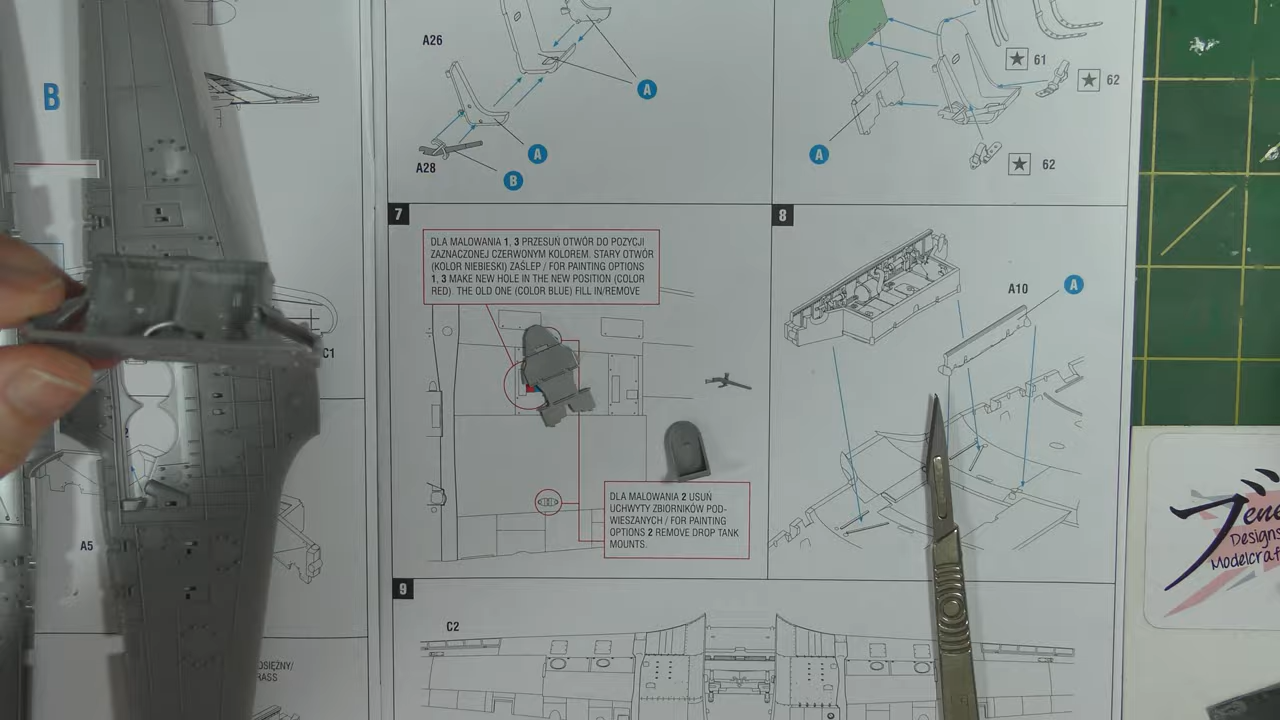 B
A26
A
A
A28
B
61
62
A
62
7
DLA MALOWANIA 1, 3 PRZESUŃ OTWÓR DO POZYCJI
ZAZNACZONEJ CZERWONYM KOLOREM. STARY OTWÓR
(KOLOR NIEBIESKI) ZAŚLEP / FOR PAINTING OPTIONS
1, 3 MAKE NEW HOLE IN THE NEW POSITION (COLOR
RED). THE OLD ONE (COLOR BLUE) FILL IN/REMOVE
DLA MALOWANIA 2 USUŃ
UCHWYTY ZBIORNIKÓW POD-
WIESZANYCH / FOR PAINTING
OPTIONS 2 REMOVE DROP TANK
MOUNTS.
8
A10
A
C1
A5
9
C2
Designs